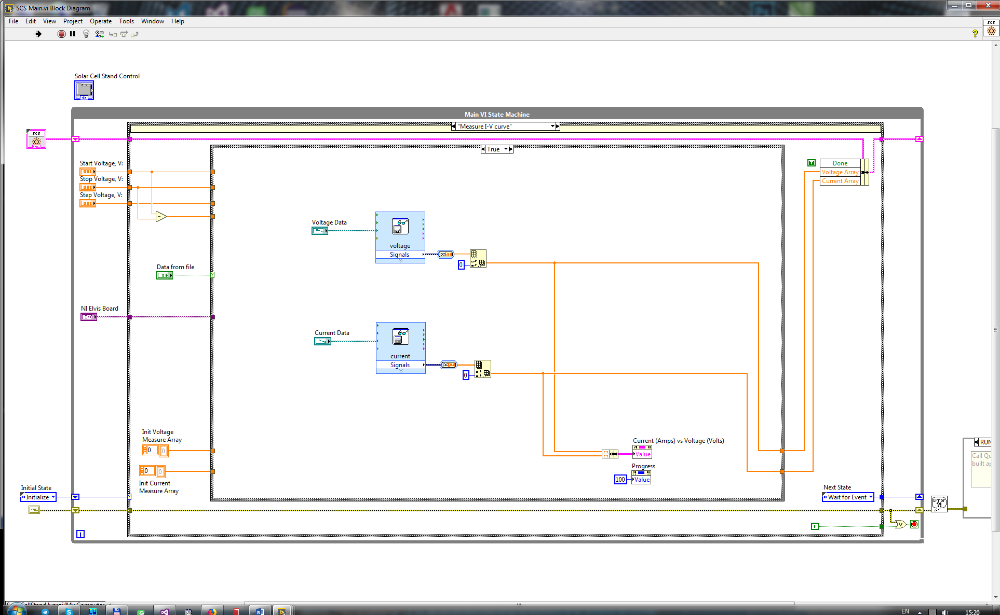 SCS Main.vi Block Diagram
File Edit View Project Operate Tools Window Help
SCS
Solar Cell Stand Control
Main VI State Machine
"Measure I-V curve"
SCS
True
Start Voltage, V:
DBL
Stop Voltage, V:
DBL
Step Voltage, V:
DBL
T
Done
Voltage Array
Current Array
Voltage Data
voltage
Signals
0
Data from file
TF
NI Elvis Board
I/O
Current Data
current
Signals
0
Init Voltage
Measure Array
0 0
0 0
Init Current
Measure Array
Current (Amps) vs Voltage (Volts)
Value
Progress
100 Value
RUN
Call Qu
built ap
Initial State
Initialize
Next State
Wait for Event
Error
?!
F
V
i
EN
15:20